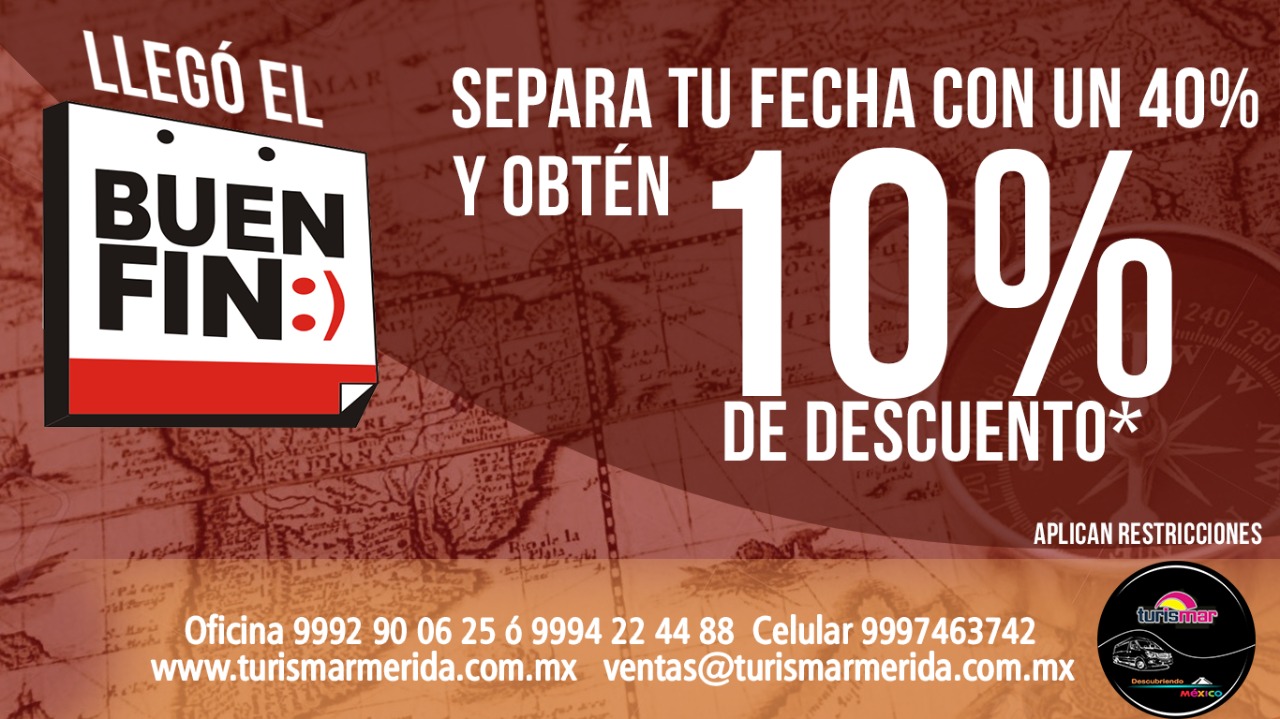 LLEGÓ EL
BUEN
FIN:)
SEPARA TU FECHA CON UN 40%
Y OBTÉN
10%
DE DESCUENTO*
APLICAN RESTRICCIONES
Oficina 9992 90 06 25 ó 9994 22 44 88 Celular 9997463742
www.turismarmerida.com.mx ventas@turismarmerida.com.mx
turismar
Descubriendo
MÉXICO
240
260
W